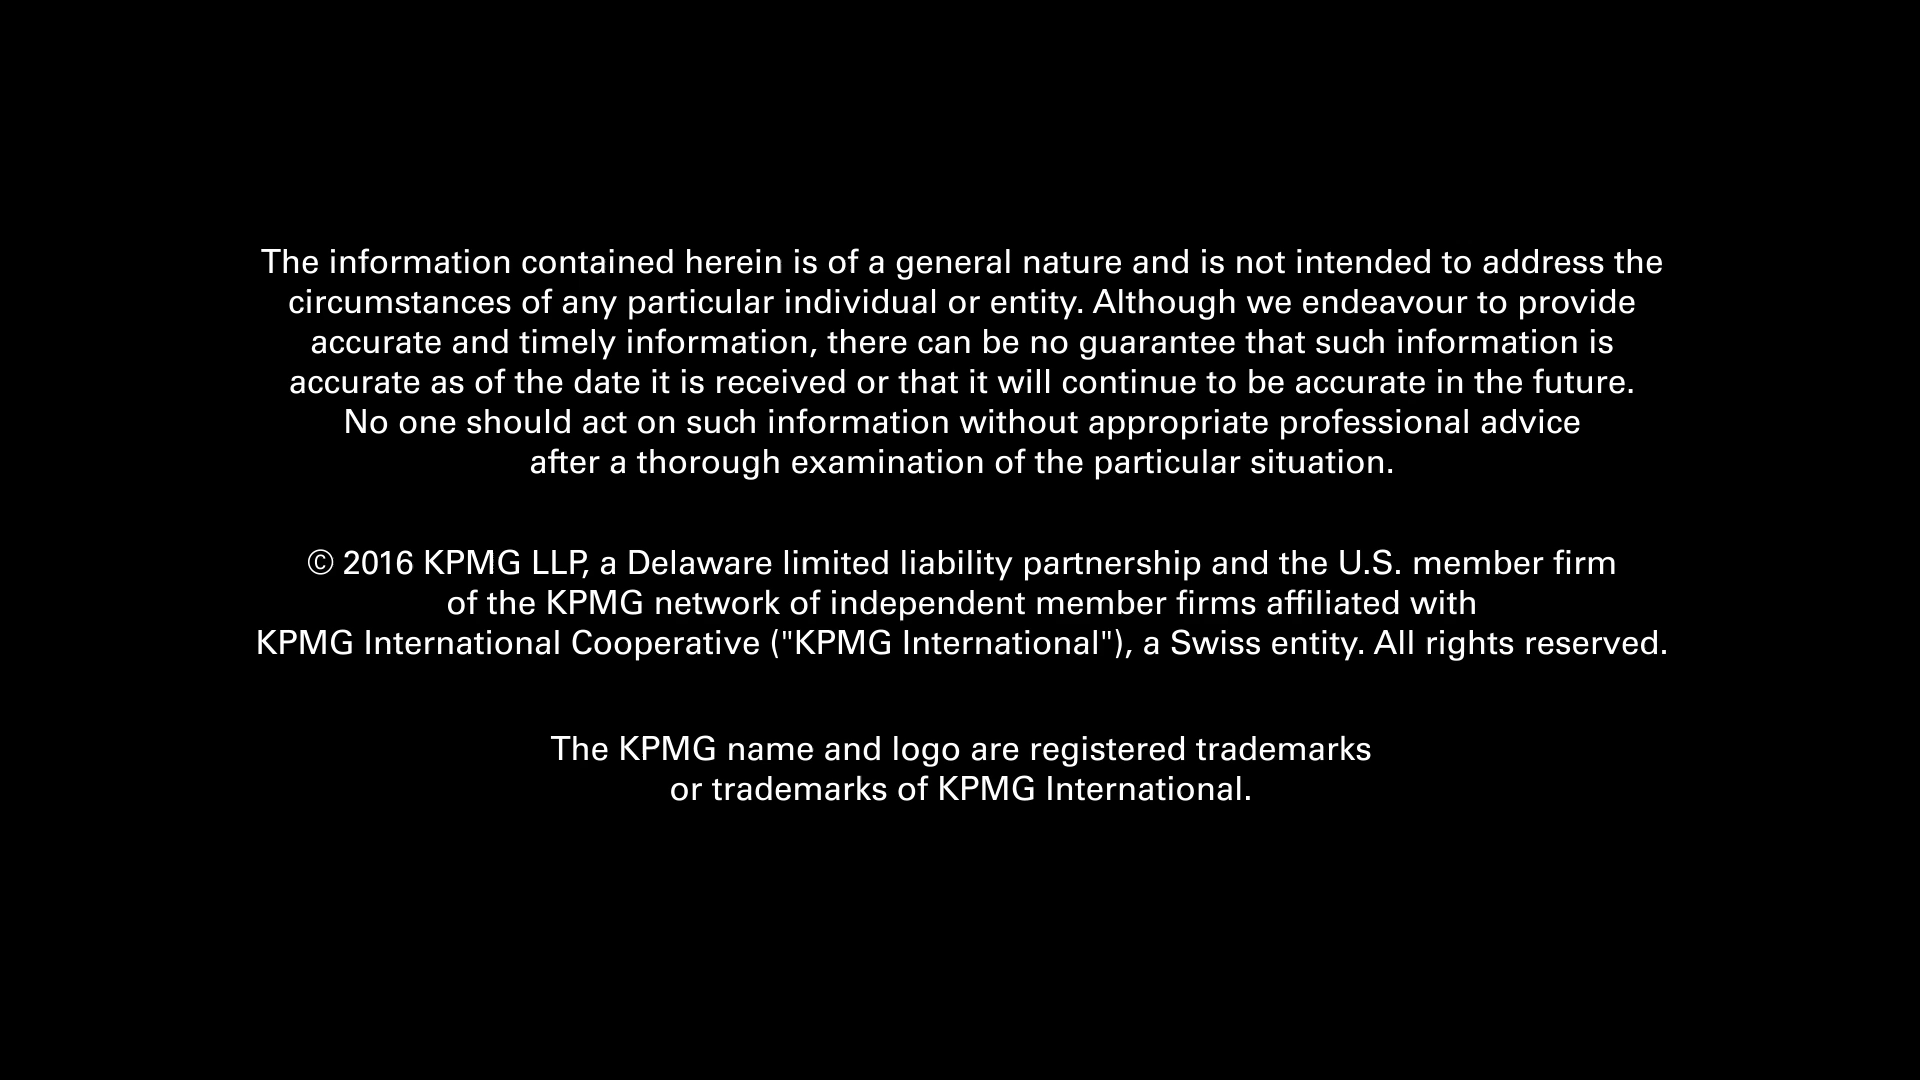 The information contained herein is of a general nature and is not intended to address the
circumstances of any particular individual or entity. Although we endeavour to provide
accurate and timely information, there can be no guarantee that such information is
accurate as of the date it is received or that it will continue to be accurate in the future.
No one should act on such information without appropriate professional advice
after a thorough examination of the particular situation.
© 2016 KPMG LLP, a Delaware limited liability partnership and the U.S. member firm
of the KPMG network of independent member firms affiliated with
KPMG International Cooperative ("KPMG International"), a Swiss entity. All rights reserved.
The KPMG name and logo are registered trademarks
or trademarks of KPMG International.